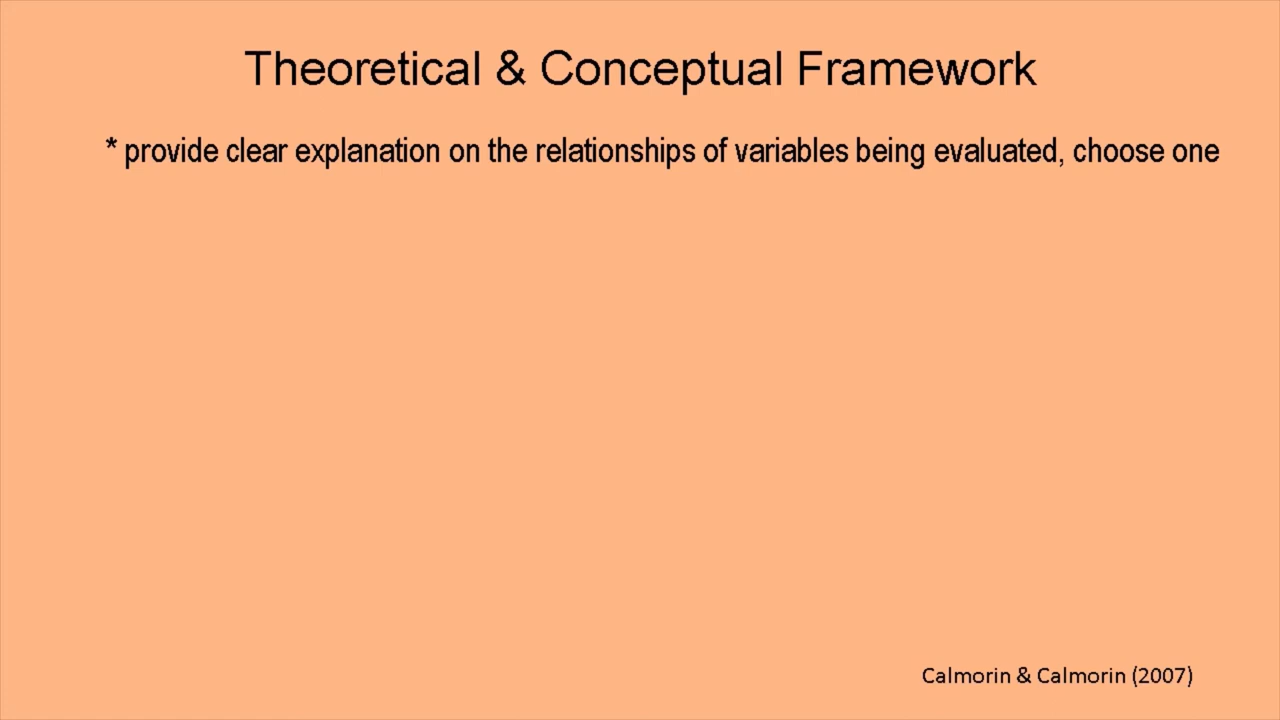 Theoretical & Conceptual Framework
* provide clear explanation on the relationships of variables being evaluated, choose one
Calmorin & Calmorin (2007)